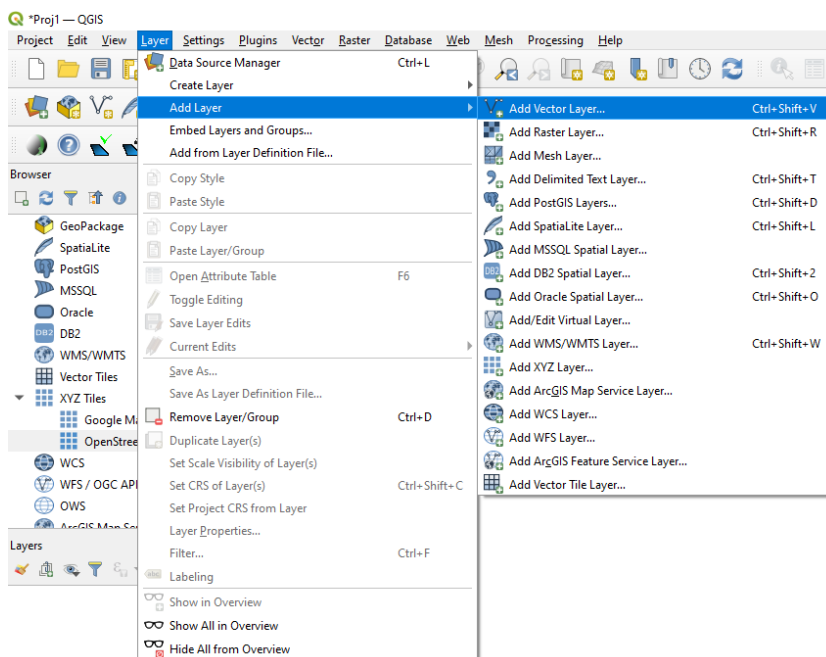 *Proj1 — QGIS
Project Edit View Layer Settings Plugins Vector Raster Database Web Mesh Processing Help
Data Source Manager Ctrl+L
Create Layer
Add Layer
Embed Layers and Groups...
Add from Layer Definition File...
Copy Style
Paste Style
Copy Layer
Paste Layer/Group
Open Attribute Table F6
Toggle Editing
Save Layer Edits
Current Edits
Save As...
Save As Layer Definition File...
Remove Layer/Group Ctrl+D
Duplicate Layer(s)
Set Scale Visibility of Layer(s)
Set CRS of Layer(s) Ctrl+Shift+C
Set Project CRS from Layer
Layer Properties...
Filter... Ctrl+F
abc Labeling
Show in Overview
Show All in Overview
Hide All from Overview
Add Vector Layer... Ctrl+Shift+V
Add Raster Layer... Ctrl+Shift+R
Add Mesh Layer...
Add Delimited Text Layer... Ctrl+Shift+T
Add PostGIS Layers... Ctrl+Shift+D
Add SpatiaLite Layer... Ctrl+Shift+L
Add MSSQL Spatial Layer...
DB2 Add DB2 Spatial Layer... Ctrl+Shift+2
Add Oracle Spatial Layer... Ctrl+Shift+O
Add/Edit Virtual Layer...
Add WMS/WMTS Layer... Ctrl+Shift+W
Add XYZ Layer...
Add ArcGIS Map Service Layer...
Add WCS Layer...
Add WFS Layer...
Add ArcGIS Feature Service Layer...
Add Vector Tile Layer...
Browser
GeoPackage
SpatiaLite
PostGIS
MSSQL
Oracle
DB2 DB2
WMS/WMTS
Vector Tiles
XYZ Tiles
Google Ma
OpenStree
WCS
WFS / OGC API
OWS
ArcGIS Map Ser
Layers